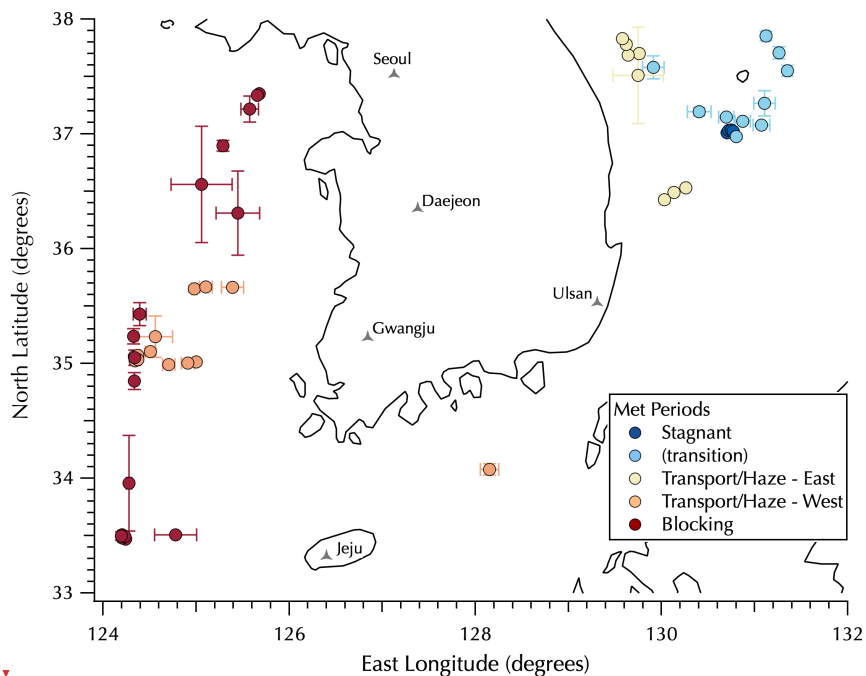 38
37
36
35
34
33
North Latitude (degrees)
Seoul
Daejeon
Ulsan
Gwangju
Jeju
Met Periods
Stagnant
(transition)
Transport/Haze - East
Transport/Haze - West
Blocking
124
126
128
130
132
East Longitude (degrees)